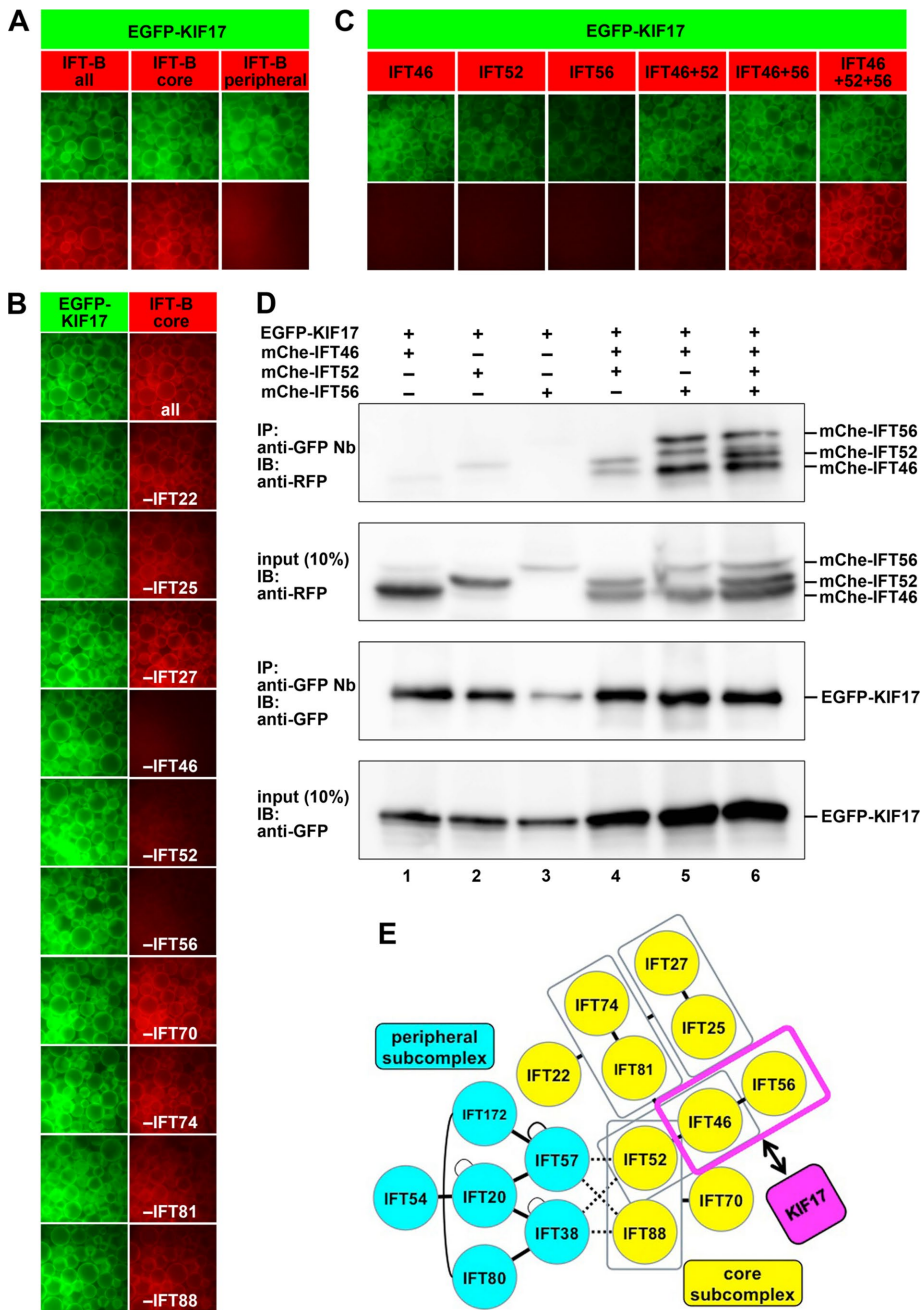 A
EGFP-KIF17
IFT-B
all
IFT-B
core
IFT-B
peripheral
C
EGFP-KIF17
IFT46
IFT52
IFT56
IFT46+52
IFT46+56
IFT46
+52+56
B
EGFP-
KIF17
IFT-B
core
all
–IFT22
–IFT25
–IFT27
–IFT46
–IFT52
–IFT56
–IFT70
–IFT74
–IFT81
–IFT88
D
EGFP-KIF17 + + + + + +
mChe-IFT46 + – – + + +
mChe-IFT52 – + – + – +
mChe-IFT56 – – + – + +
IP:
anti-GFP Nb
IB:
anti-RFP
mChe-IFT56
mChe-IFT52
mChe-IFT46
input (10%)
IB:
anti-RFP
mChe-IFT56
mChe-IFT52
mChe-IFT46
IP:
anti-GFP Nb
IB:
anti-GFP
EGFP-KIF17
input (10%)
IB:
anti-GFP
EGFP-KIF17
1 2 3 4 5 6
E
peripheral
subcomplex
IFT27
IFT74
IFT25
IFT22
IFT81
IFT56
IFT172
IFT46
IFT57
IFT52
IFT54
IFT20
IFT70
KIF17
IFT38
IFT88
IFT80
core
subcomplex